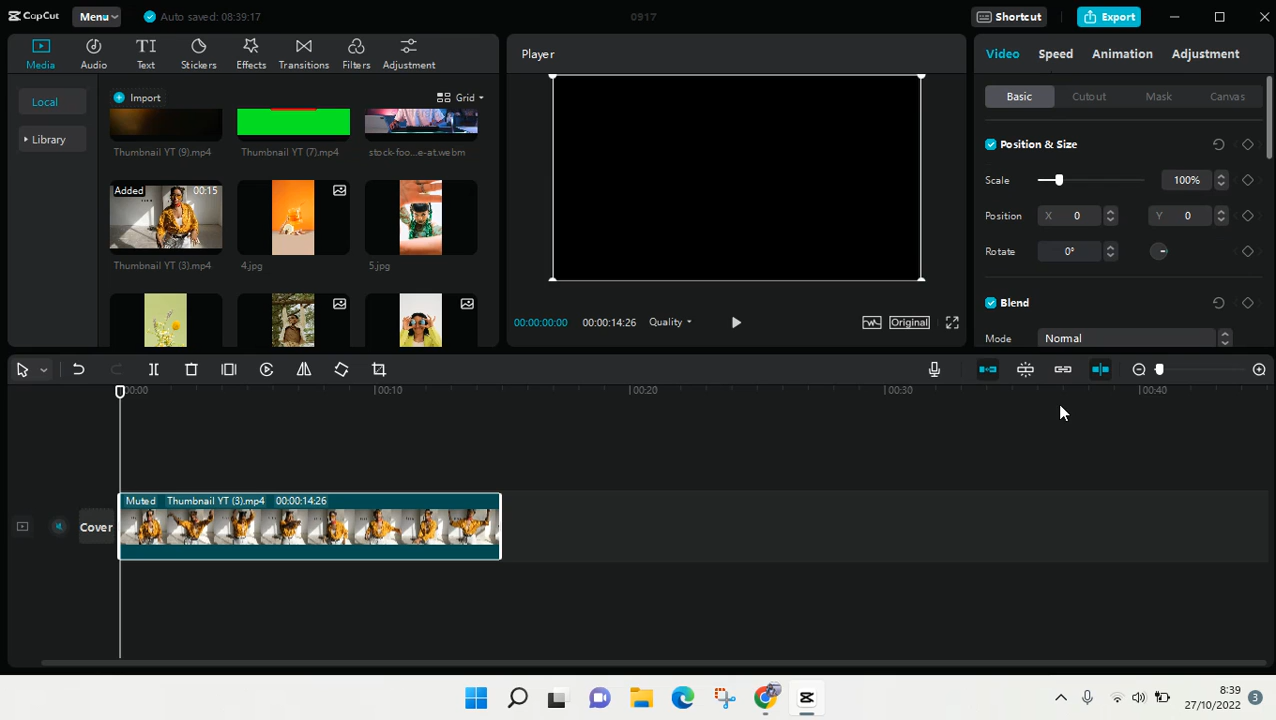 CapCut Menu Auto saved: 08:39:17 0917 Shortcut Export
Media Audio Text Stickers Effects Transitions Filters Adjustment
Local
Library
Import Grid
Thumbnail YT (9).mp4 Thumbnail YT (7).mp4 stock-foo...e-at.webm
Added 00:15
Thumbnail YT (3).mp4 4.jpg 5.jpg
Player
00:00:00:00 00:00:14:26 Quality Original
Video Speed Animation Adjustment
Basic Cutout Mask Canvas
Position & Size
Scale 100%
Position X 0 Y 0
Rotate 0°
Blend
Mode Normal
00:00 00:10 00:20 00:30 00:40
Muted Thumbnail YT (3).mp4 00:00:14:26
Cover
8:39
27/10/2022 3